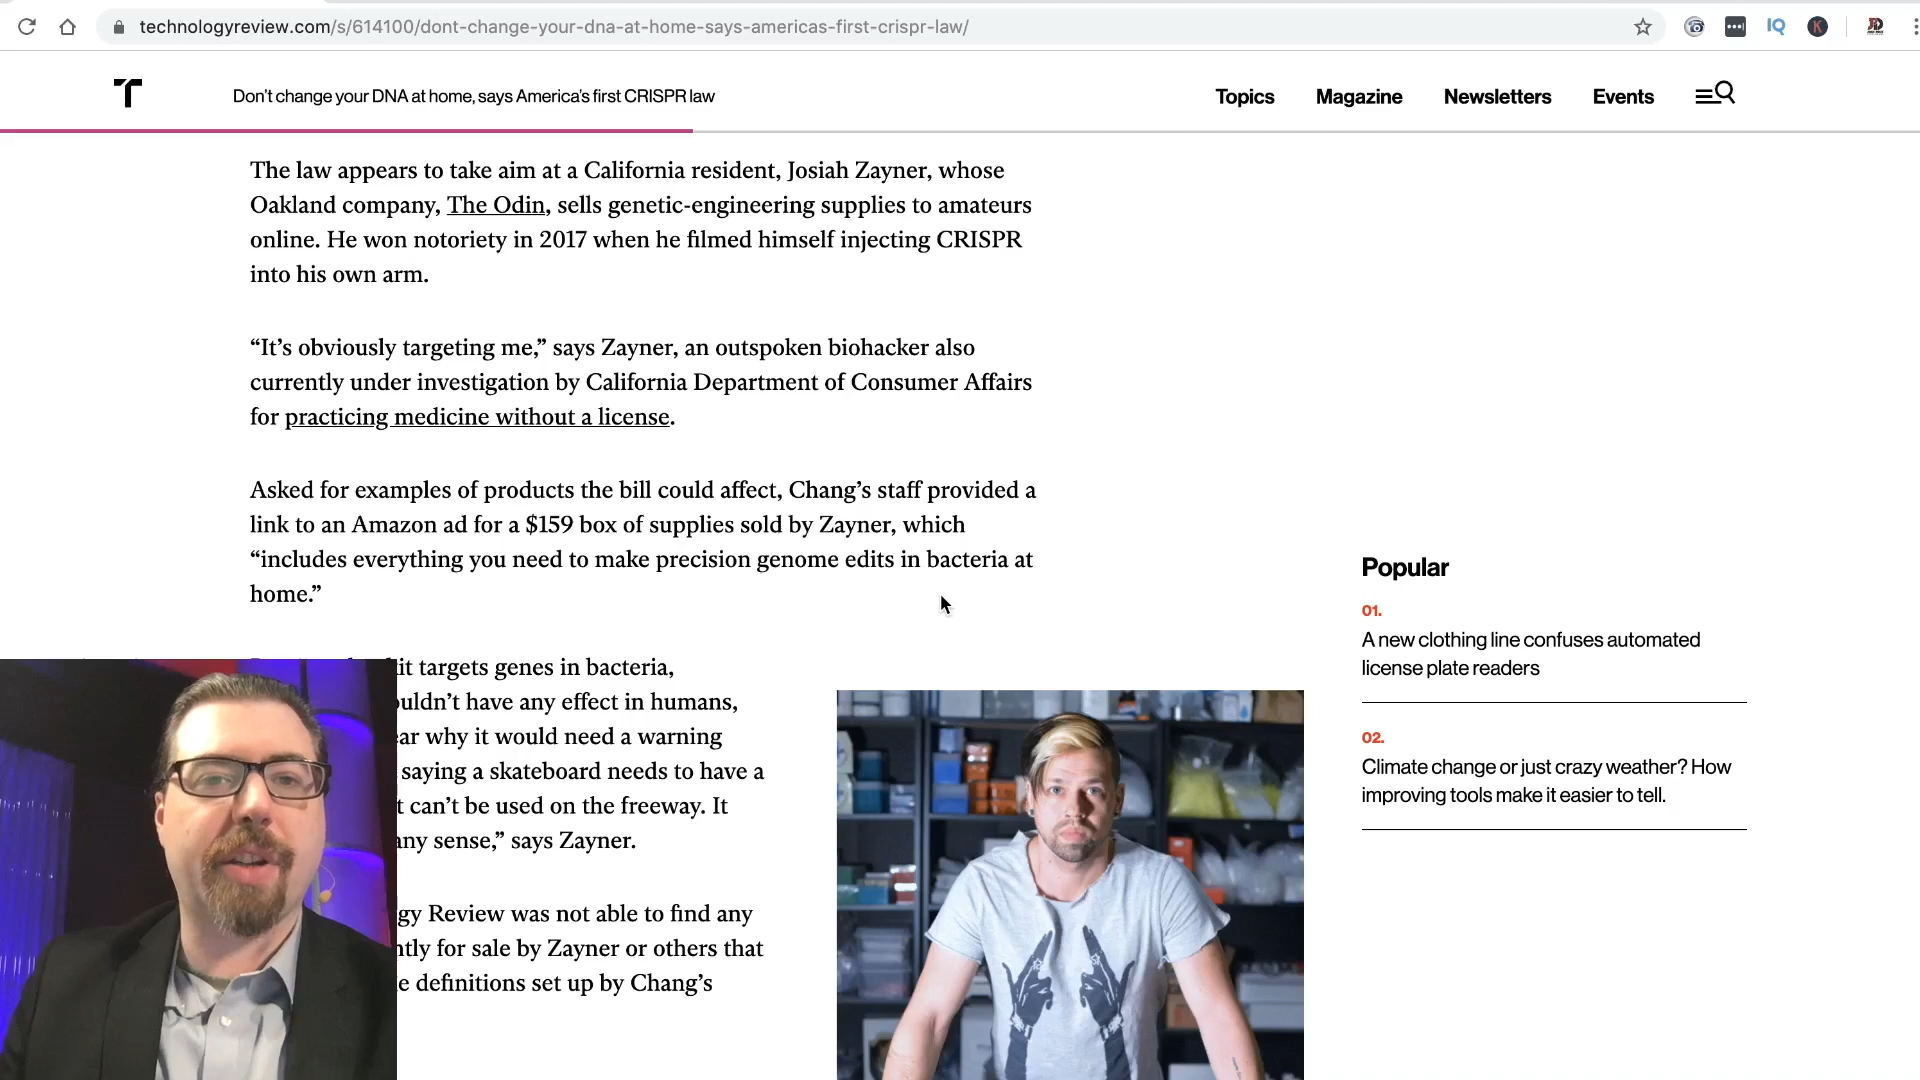 technologyreview.com/s/614100/dont-change-your-dna-at-home-says-americas-first-crispr-law/
IQ
K
Don't change your DNA at home, says America's first CRISPR law
Topics
Magazine
Newsletters
Events
The law appears to take aim at a California resident, Josiah Zayner, whose
Oakland company, The Odin, sells genetic-engineering supplies to amateurs
online. He won notoriety in 2017 when he filmed himself injecting CRISPR
into his own arm.
“It’s obviously targeting me,” says Zayner, an outspoken biohacker also
currently under investigation by California Department of Consumer Affairs
for practicing medicine without a license.
Asked for examples of products the bill could affect, Chang’s staff provided a
link to an Amazon ad for a $159 box of supplies sold by Zayner, which
“includes everything you need to make precision genome edits in bacteria at
home.”
targets genes in bacteria,
have any effect in humans,
why it would need a warning
saying a skateboard needs to have a
can’t be used on the freeway. It
any sense,” says Zayner.
Review was not able to find any
for sale by Zayner or others that
definitions set up by Chang’s
Popular
01.
A new clothing line confuses automated
license plate readers
02.
Climate change or just crazy weather? How
improving tools make it easier to tell.